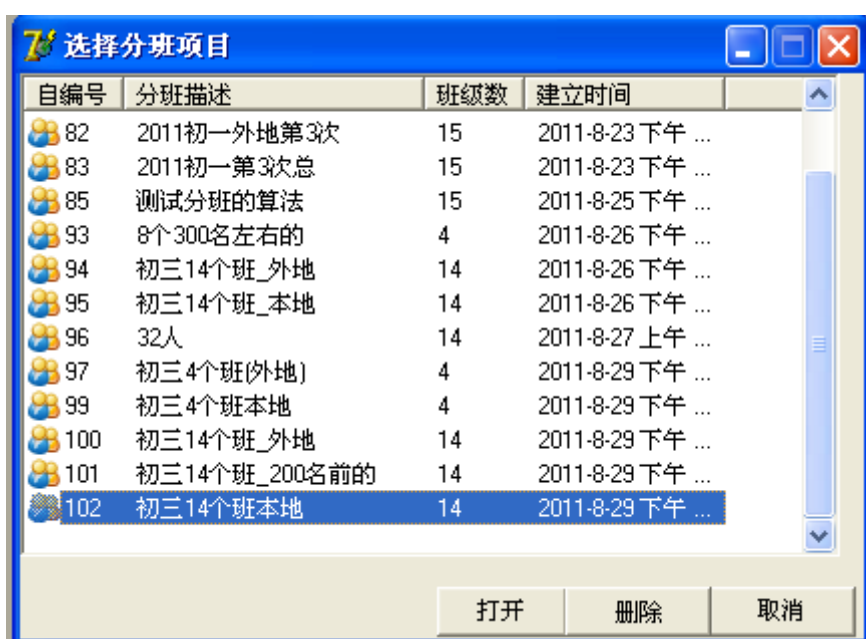 选择分班项目
自编号 分班描述 班级数 建立时间
82 2011初一外地第3次 15 2011-8-23 下午 ...
83 2011初一第3次总 15 2011-8-23 下午 ...
85 测试分班的算法 15 2011-8-25 下午 ...
93 8个300名左右的 4 2011-8-26 下午 ...
94 初三14个班_外地 14 2011-8-26 下午 ...
95 初三14个班_本地 14 2011-8-26 下午 ...
96 32人 14 2011-8-27 上午 ...
97 初三4个班(外地) 4 2011-8-29 下午 ...
99 初三4个班本地 4 2011-8-29 下午 ...
100 初三14个班_外地 14 2011-8-29 下午 ...
101 初三14个班_200名前的 14 2011-8-29 下午 ...
102 初三14个班本地 14 2011-8-29 下午 ...
打开 删除 取消